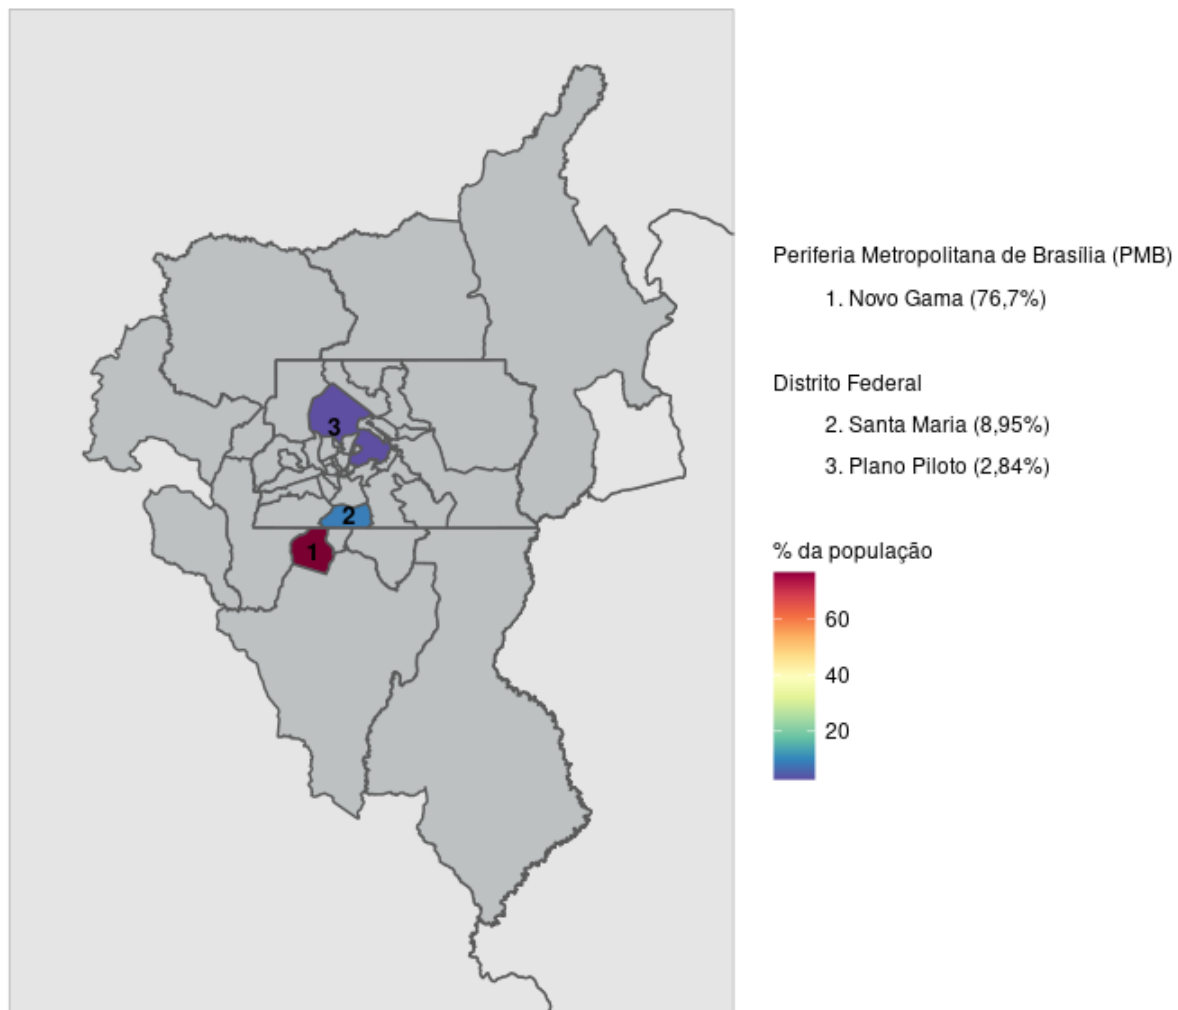 Periferia Metropolitana de Brasília (PMB)
1. Novo Gama (76,7%)
Distrito Federal
2. Santa Maria (8,95%)
3. Plano Piloto (2,84%)
% da população
60
40
20
3
2
1